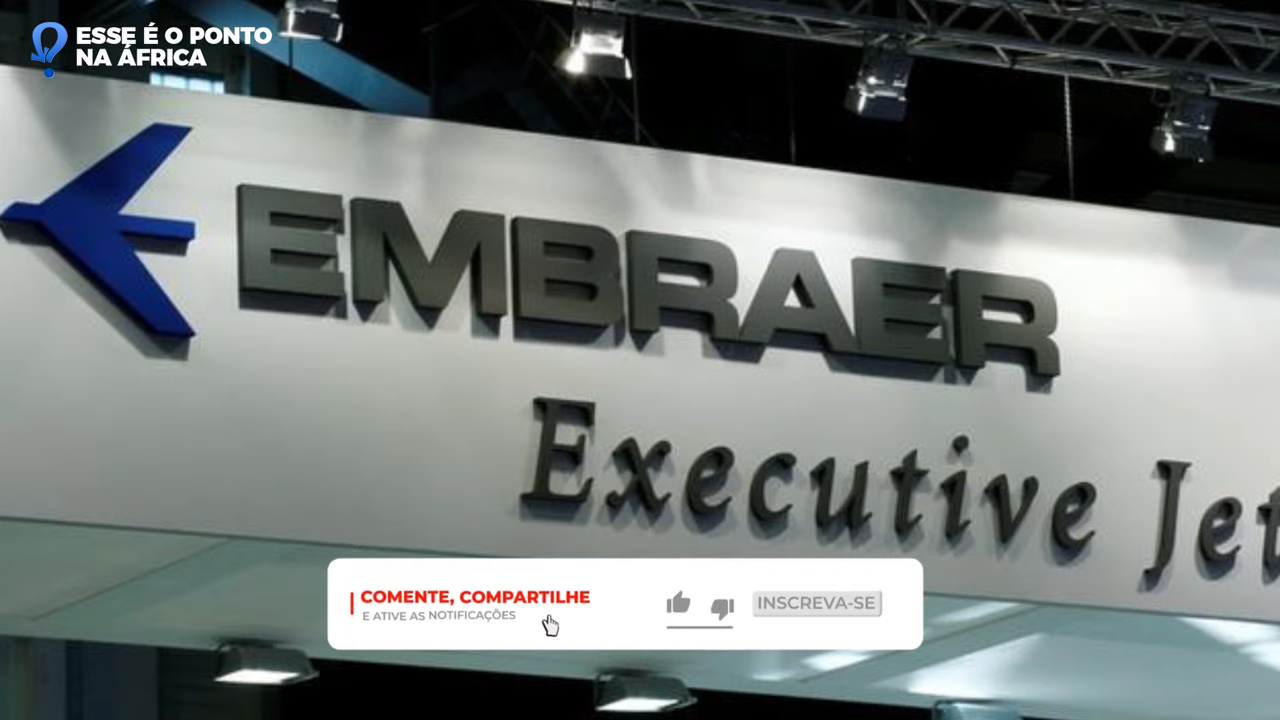 ESSE É O PONTO
NA ÁFRICA
EMBRAER
Executive Jet
COMENTE, COMPARTILHE
E ATIVE AS NOTIFICAÇÕES
INSCREVA-SE